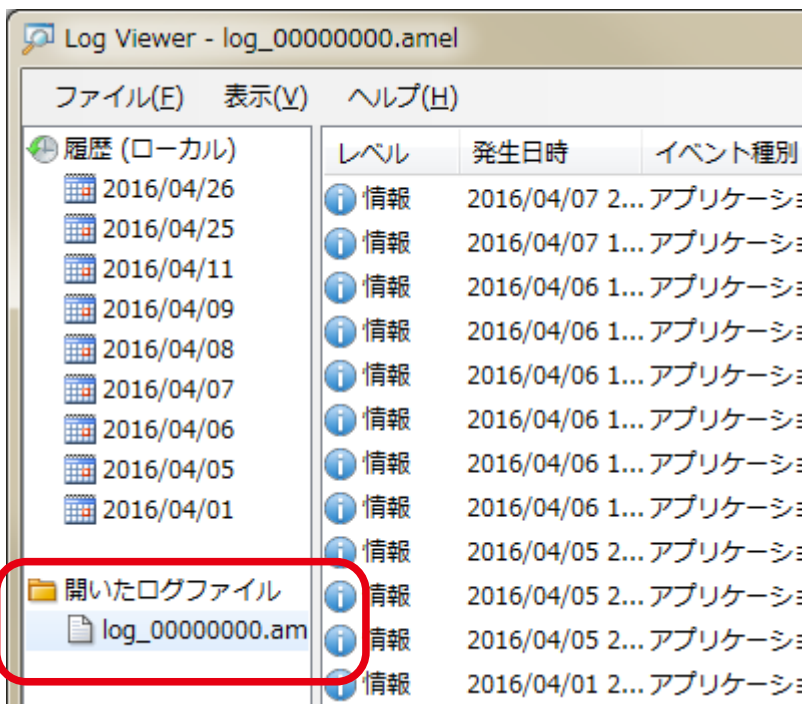 Log Viewer - log_00000000.amel
ファイル(F) 表示(V) ヘルプ(H)
履歴 (ローカル)
2016/04/26
2016/04/25
2016/04/11
2016/04/09
2016/04/08
2016/04/07
2016/04/06
2016/04/05
2016/04/01
開いたログファイル
log_00000000.am
レベル 発生日時 イベント種別
情報 2016/04/07 2... アプリケーショ
情報 2016/04/07 1... アプリケーショ
情報 2016/04/06 1... アプリケーショ
情報 2016/04/06 1... アプリケーショ
情報 2016/04/06 1... アプリケーショ
情報 2016/04/06 1... アプリケーショ
情報 2016/04/06 1... アプリケーショ
情報 2016/04/06 1... アプリケーショ
情報 2016/04/05 2... アプリケーショ
情報 2016/04/05 2... アプリケーショ
情報 2016/04/05 2... アプリケーショ
情報 2016/04/01 2... アプリケーショ